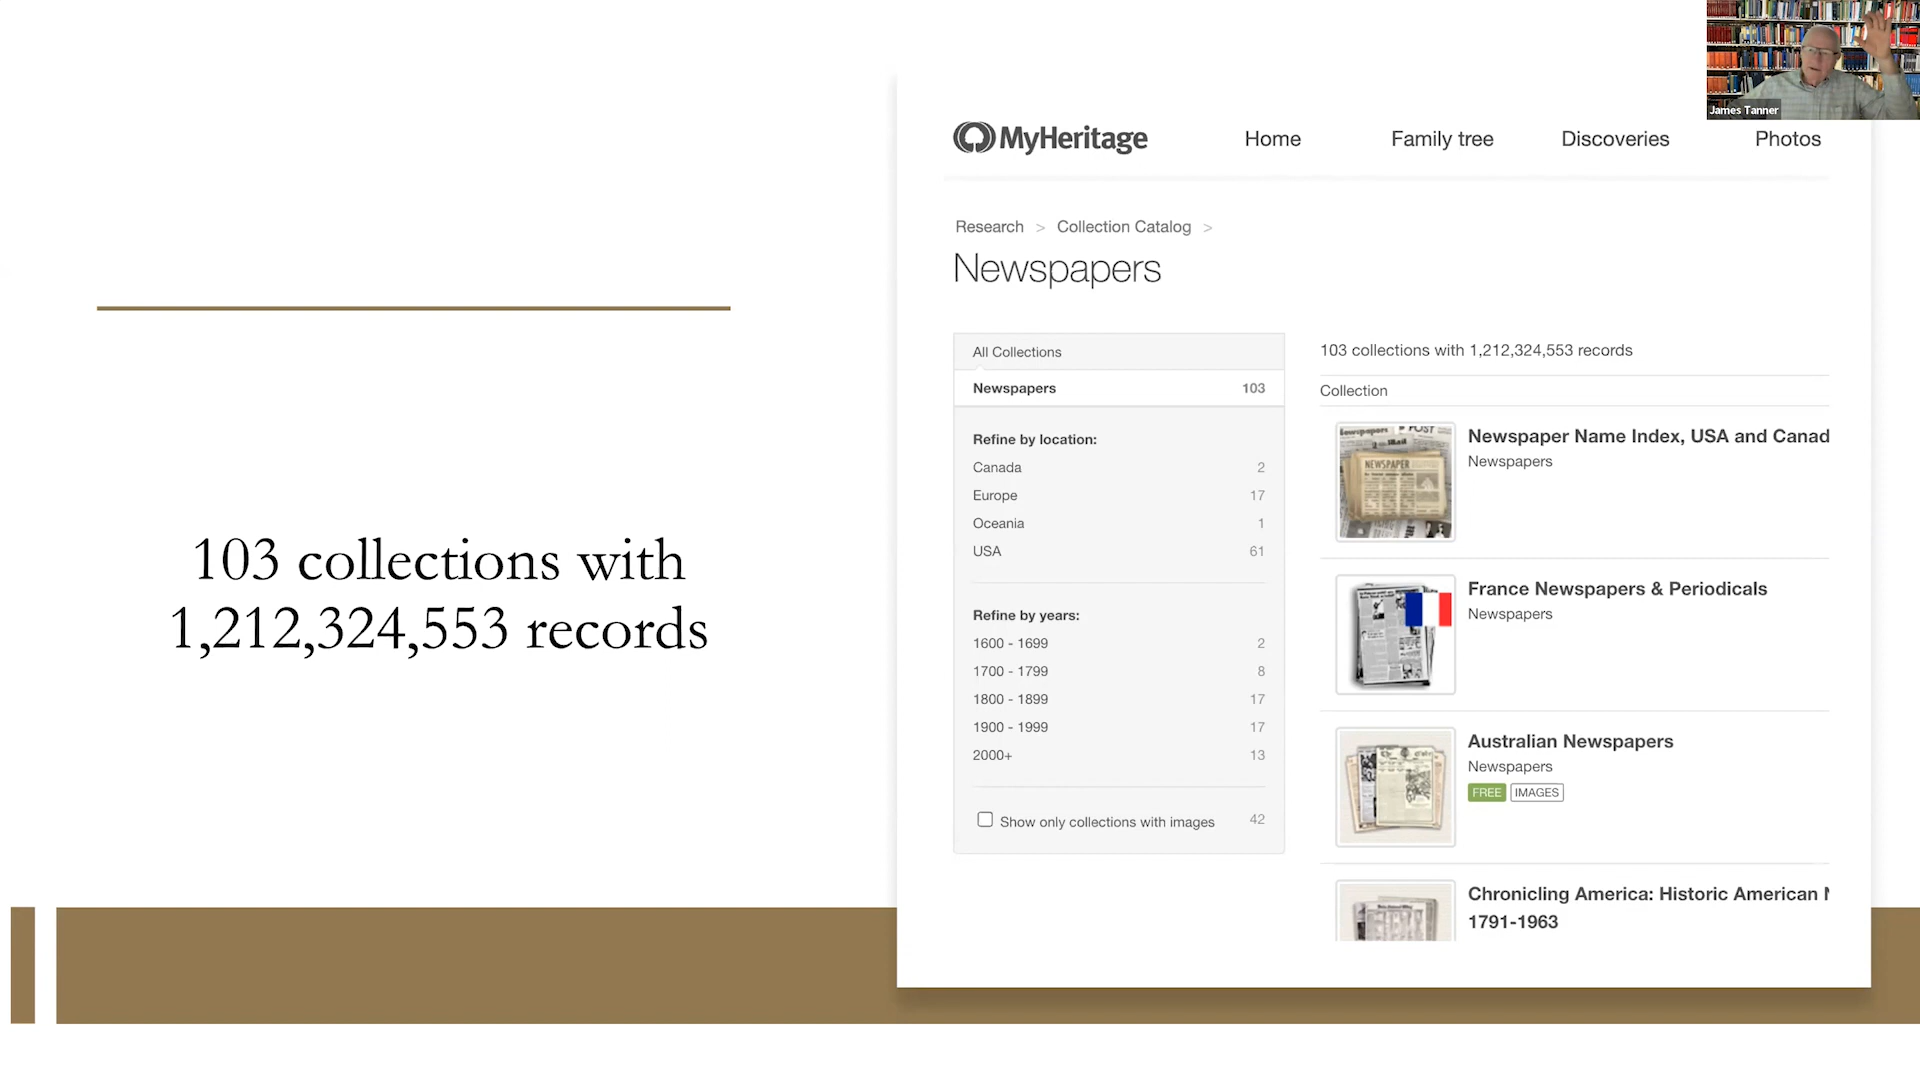 James Tanner
MyHeritage
Home
Family tree
Discoveries
Photos
Research > Collection Catalog >
Newspapers
103 collections with
1,212,324,553 records
All Collections
Newspapers 103
Refine by location:
Canada 2
Europe 17
Oceania 1
USA 61
Refine by years:
1600 - 1699 2
1700 - 1799 8
1800 - 1899 17
1900 - 1999 17
2000+ 13
Show only collections with images 42
103 collections with 1,212,324,553 records
Collection
NEWSPAPER
Newspaper Name Index, USA and Canad
Newspapers
France Newspapers & Periodicals
Newspapers
Australian Newspapers
Newspapers
FREE IMAGES
Chronicling America: Historic American N
1791-1963